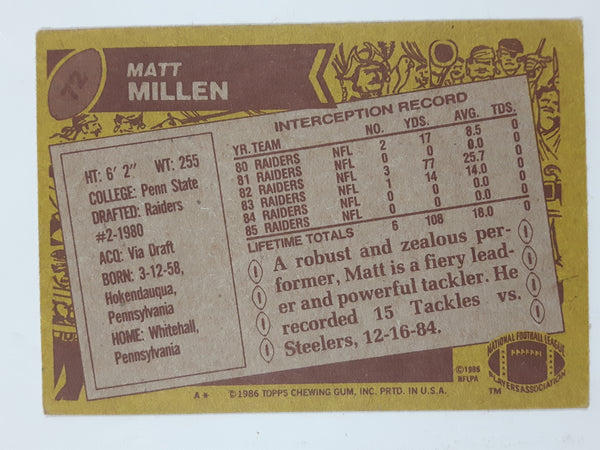 72
MATT
MILLEN
HT: 6' 2" WT: 255
COLLEGE: Penn State
DRAFTED: Raiders
#2-1980
ACQ: Via Draft
BORN: 3-12-58,
Hokendauqua,
Pennsylvania
HOME: Whitehall,
Pennsylvania
INTERCEPTION RECORD
YR. TEAM NO. YDS. AVG. TDS.
80 RAIDERS NFL 2 17 8.5 0
81 RAIDERS NFL 0 0 0.0 0
82 RAIDERS NFL 3 77 25.7 0
83 RAIDERS NFL 1 14 14.0 0
84 RAIDERS NFL 0 0 0.0 0
85 RAIDERS NFL 0 0 0.0 0
LIFETIME TOTALS 6 108 18.0 0
A robust and zealous per-
former, Matt is a fiery lead-
er and powerful tackler. He
recorded 15 Tackles vs.
Steelers, 12-16-84.
A* ©1986 TOPPS CHEWING GUM, INC. PRTD. IN U.S.A.
©1986
NFLPA
NATIONAL FOOTBALL LEAGUE
PLAYERS ASSOCIATION
TM